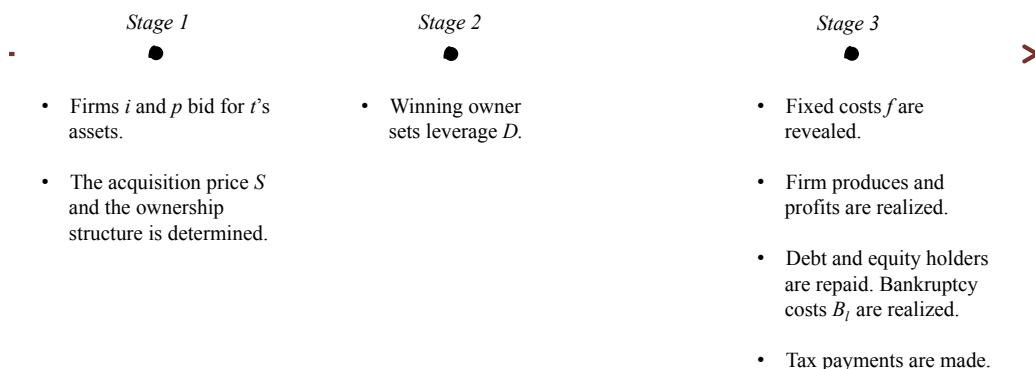 Stage 1
Stage 2
Stage 3
• Firms i and p bid for t's
assets.
• The acquisition price S
and the ownership
structure is determined.
• Winning owner
sets leverage D.
• Fixed costs f are
revealed.
• Firm produces and
profits are realized.
• Debt and equity holders
are repaid. Bankruptcy
costs Bₗ are realized.
• Tax payments are made.